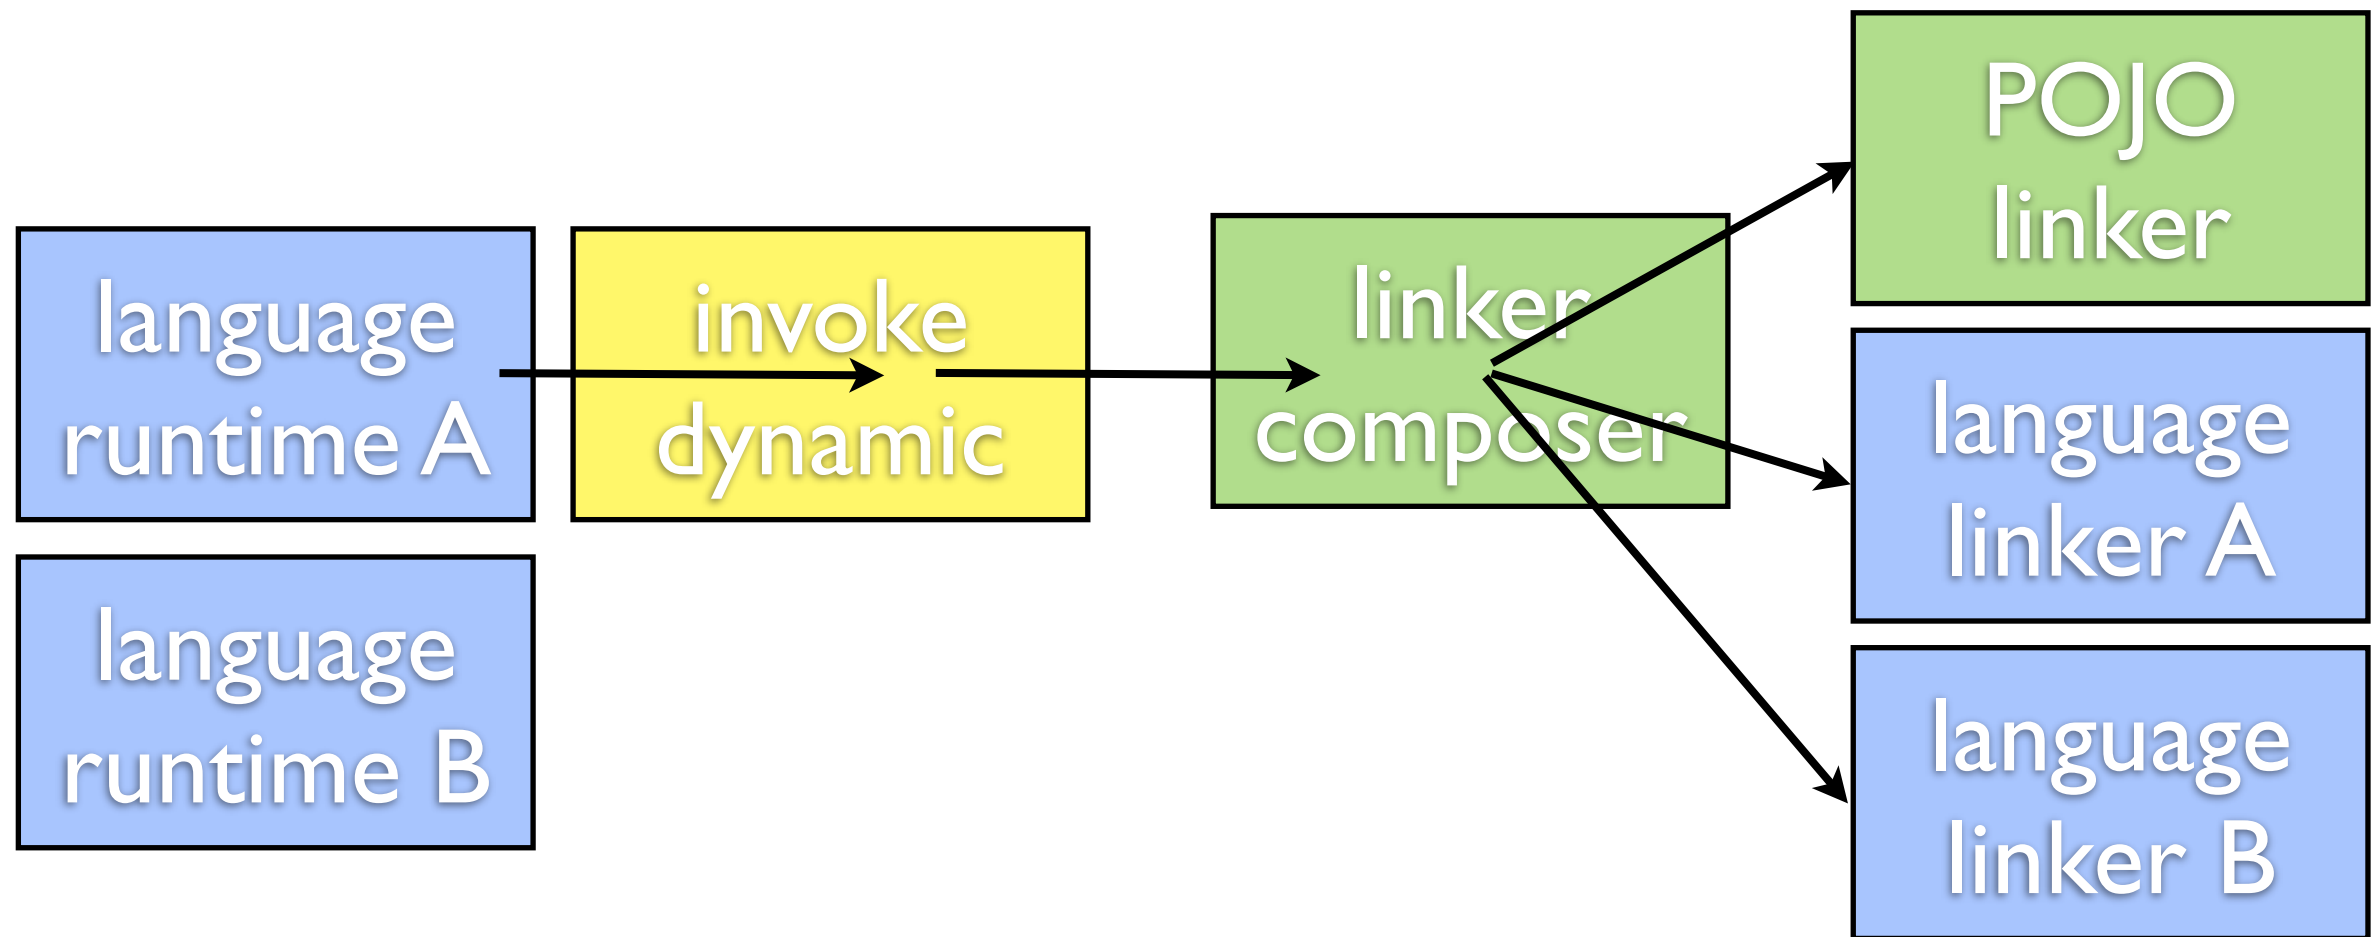 language
runtime A
language
runtime B
invoke
dynamic
linker
composer
POJO
linker
language
linker A
language
linker B